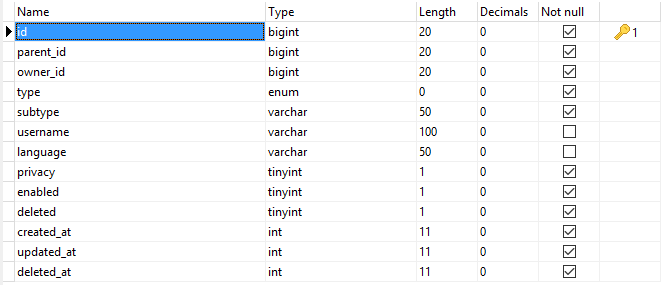 Name Type Length Decimals Not null
id bigint 20 0 1
parent_id bigint 20 0
owner_id bigint 20 0
type enum 0 0
subtype varchar 50 0
username varchar 100 0
language varchar 50 0
privacy tinyint 1 0
enabled tinyint 1 0
deleted tinyint 1 0
created_at int 11 0
updated_at int 11 0
deleted_at int 11 0